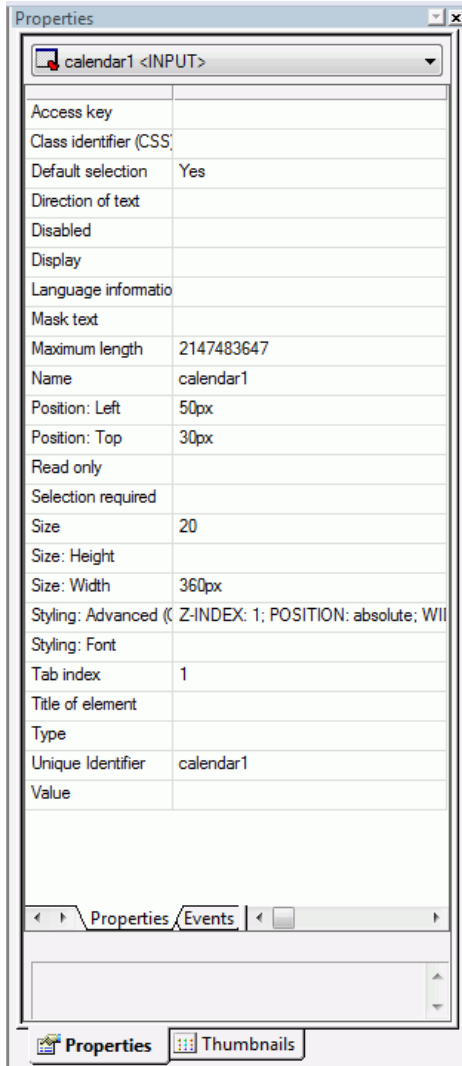 Properties
calendar1 <INPUT>
Access key
Class identifier (CSS)
Default selection Yes
Direction of text
Disabled
Display
Language informatio
Mask text
Maximum length 2147483647
Name calendar1
Position: Left 50px
Position: Top 30px
Read only
Selection required
Size 20
Size: Height
Size: Width 360px
Styling: Advanced (C Z-INDEX: 1; POSITION: absolute; WII
Styling: Font
Tab index 1
Title of element
Type
Unique Identifier calendar1
Value
Properties Events
Properties Thumbnails